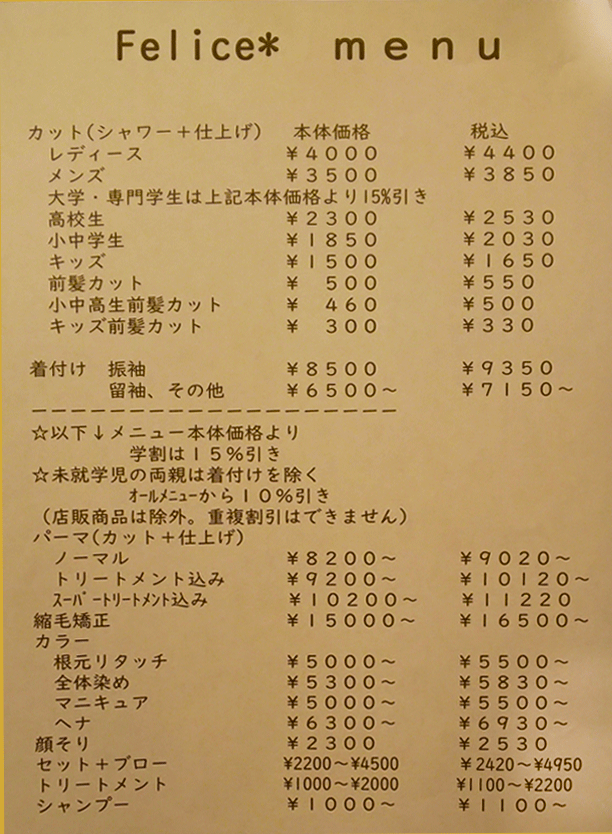 Felice* menu
カット(シャワー＋仕上げ) 本体価格 税込
レディース ￥4000 ￥4400
メンズ ￥3500 ￥3850
大学・専門学生は上記本体価格より15%引き
高校生 ￥2300 ￥2530
小中学生 ￥1850 ￥2030
キッズ ￥1500 ￥1650
前髪カット ￥ 500 ￥550
小中高生前髪カット ￥ 460 ￥500
キッズ前髪カット ￥ 300 ￥330
着付け 振袖 ￥8500 ￥9350
留袖、その他 ￥6500～ ￥7150～
ーーーーーーーーーーーーーーーーーーー
☆以下↓メニュー本体価格より
学割は15%引き
☆未就学児の両親は着付けを除く
ｵｰﾙﾒﾆｭｰから10%引き
(店販商品は除外。重複割引はできません)
パーマ(カット＋仕上げ)
ノーマル ￥8200～ ￥9020～
トリートメント込み ￥9200～ ￥10120～
ｽｰﾊﾟｰﾄﾘｰﾄﾒﾝﾄ込み ￥10200～ ￥11220
縮毛矯正 ￥15000～ ￥16500～
カラー
根元リタッチ ￥5000～ ￥5500～
全体染め ￥5300～ ￥5830～
マニキュア ￥5000～ ￥5500～
ヘナ ￥6300～ ￥6930～
顔そり ￥2300 ￥2530
セット＋ブロー ¥2200～¥4500 ￥2420～¥4950
トリートメント ¥1000～¥2000 ¥1100～¥2200
シャンプー ￥1000～ ￥1100～